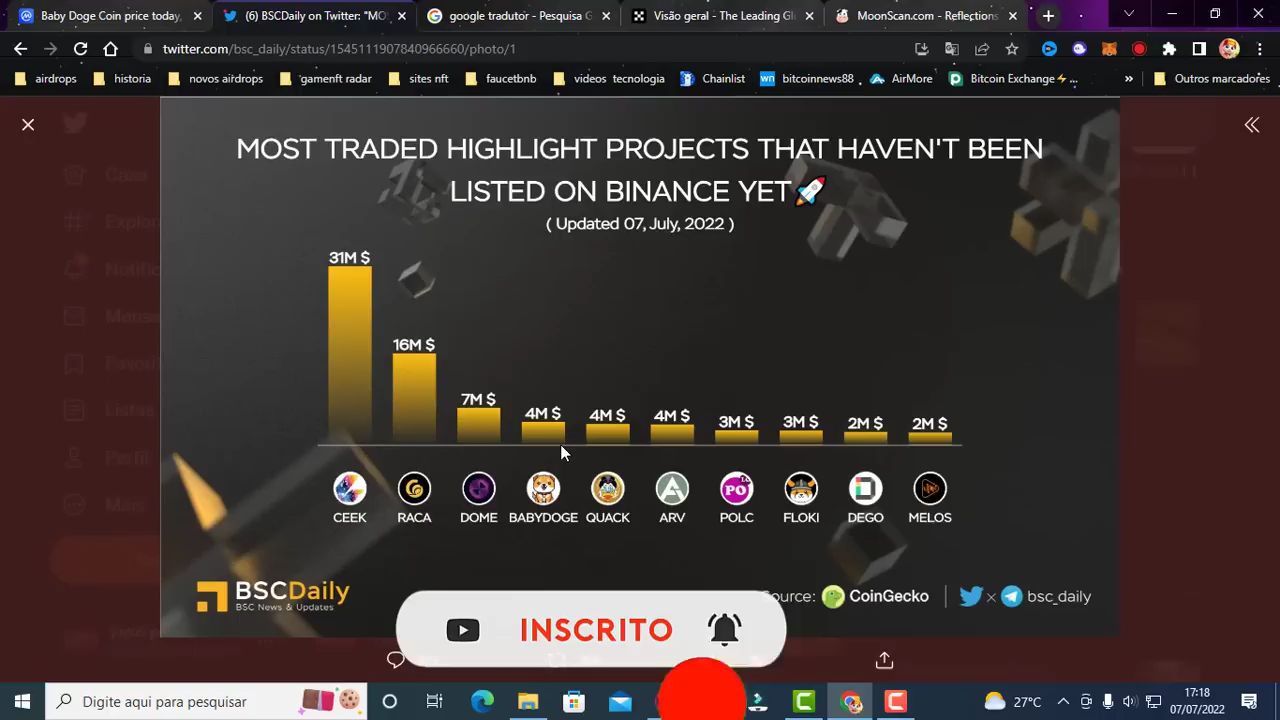 Baby Doge Coin price today,
(6) BSCDaily on Twitter: "MO
google tradutor - Pesquisa G
Visão geral - The Leading Gl
MoonScan.com - Reflections
twitter.com/bsc_daily/status/1545111907840966660/photo/1
airdrops
historia
novos airdrops
gamenft radar
sites nft
faucetbnb
videos tecnologia
Chainlist
wn bitcoinnews88
AirMore
Bitcoin Exchange
Outros marcadores
MOST TRADED HIGHLIGHT PROJECTS THAT HAVEN'T BEEN
LISTED ON BINANCE YET🚀
( Updated 07, July, 2022 )
31M $
16M $
7M $
4M $
4M $
4M $
3M $
3M $
2M $
2M $
CEEK
RACA
DOME
BABYDOGE
QUACK
ARV
POLC
FLOKI
DEGO
MELOS
BSCDaily
BSC News & Updates
Source: CoinGecko
bsc_daily
INSCRITO
Digite aqui para pesquisar
27°C
17:18
07/07/2022